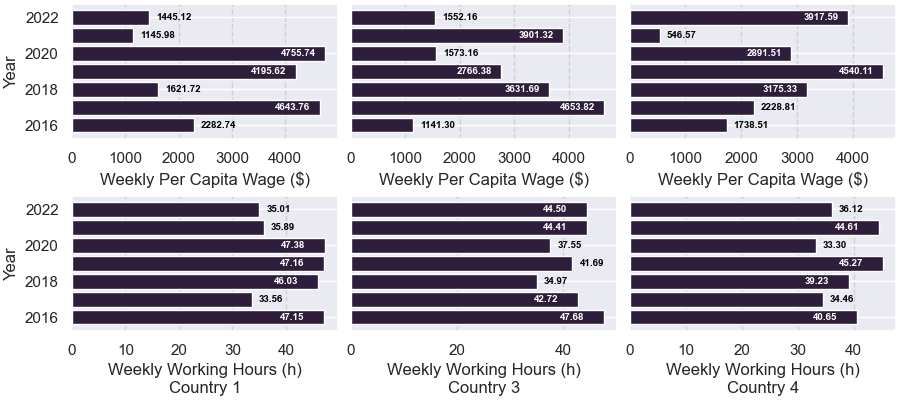 2022
2020
2018
2016
Year
1445.12
1145.98
4755.74
4195.62
1621.72
4643.76
2282.74
0 1000 2000 3000 4000
Weekly Per Capita Wage ($)
1552.16
3901.32
1573.16
2766.38
3631.69
4653.82
1141.30
0 1000 2000 3000 4000
Weekly Per Capita Wage ($)
3917.59
546.57
2891.51
4540.11
3175.33
2228.81
1738.51
0 1000 2000 3000 4000
Weekly Per Capita Wage ($)
2022
2020
2018
2016
Year
35.01
35.89
47.38
47.16
46.03
33.56
47.15
0 10 20 30 40
Weekly Working Hours (h)
Country 1
44.50
44.41
37.55
41.69
34.97
42.72
47.68
0 20 40
Weekly Working Hours (h)
Country 3
36.12
44.61
33.30
45.27
39.23
34.46
40.65
0 10 20 30 40
Weekly Working Hours (h)
Country 4